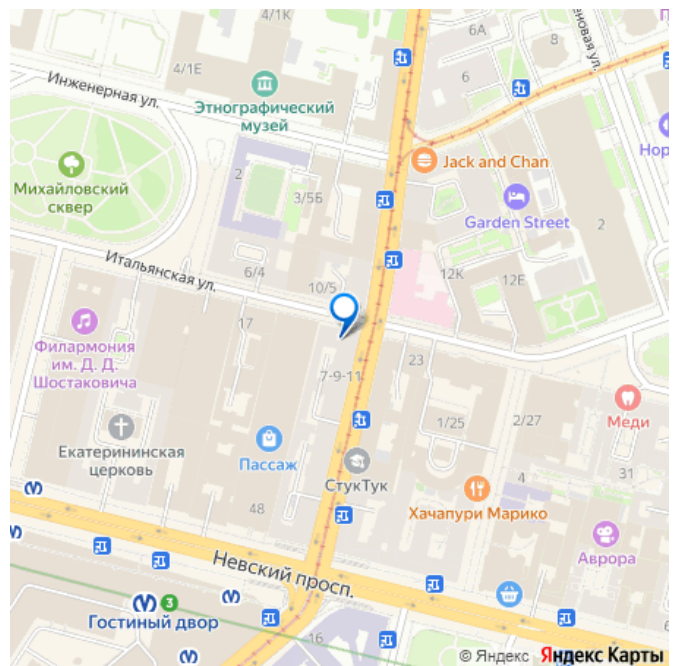 4/1К
6А
еновая ул.
8
4/1Е
6
Инженерная ул.
Этнографический
музей
Jack and Chan
Нор
Михайловский
сквер
2
3/5Б
Garden Street
2
Итальянская ул.
6/4
10/5
12К
12Е
17
Филармония
им. Д. Д.
Шостаковича
7-9-11
23
Меди
1/25
2/27
Екатерининская
церковь
Пассаж
СтукТук
31
4
Хачапури Марико
48
Аврора
Невский просп.
3
Гостиный двор
16
© Яндекс Яндекс Карты